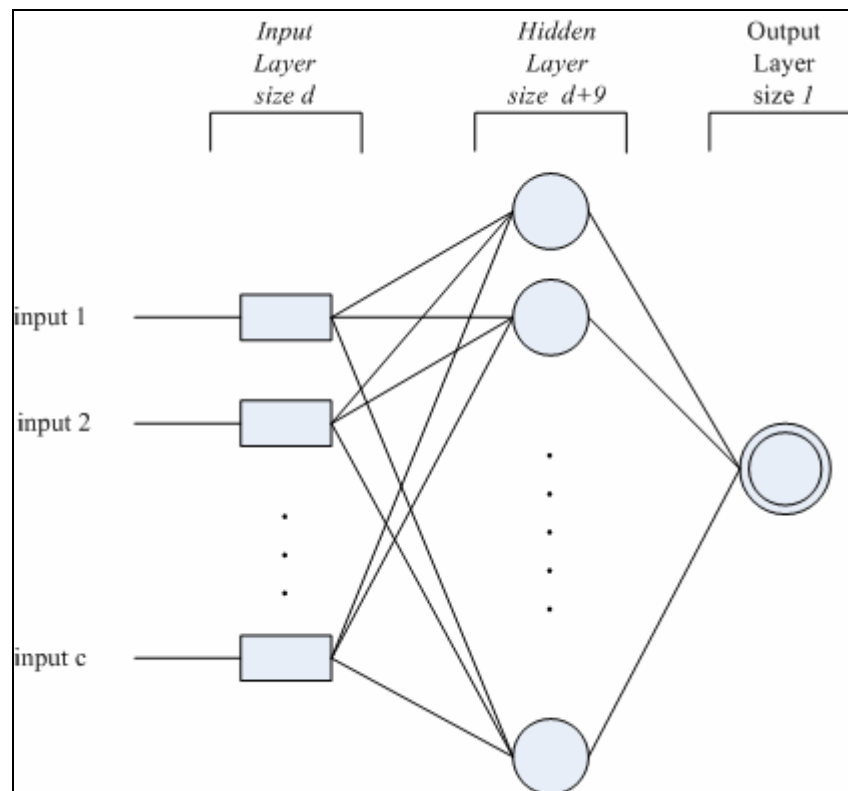 Input
Layer
size d
Hidden
Layer
size d+9
Output
Layer
size 1
input 1
input 2
input c